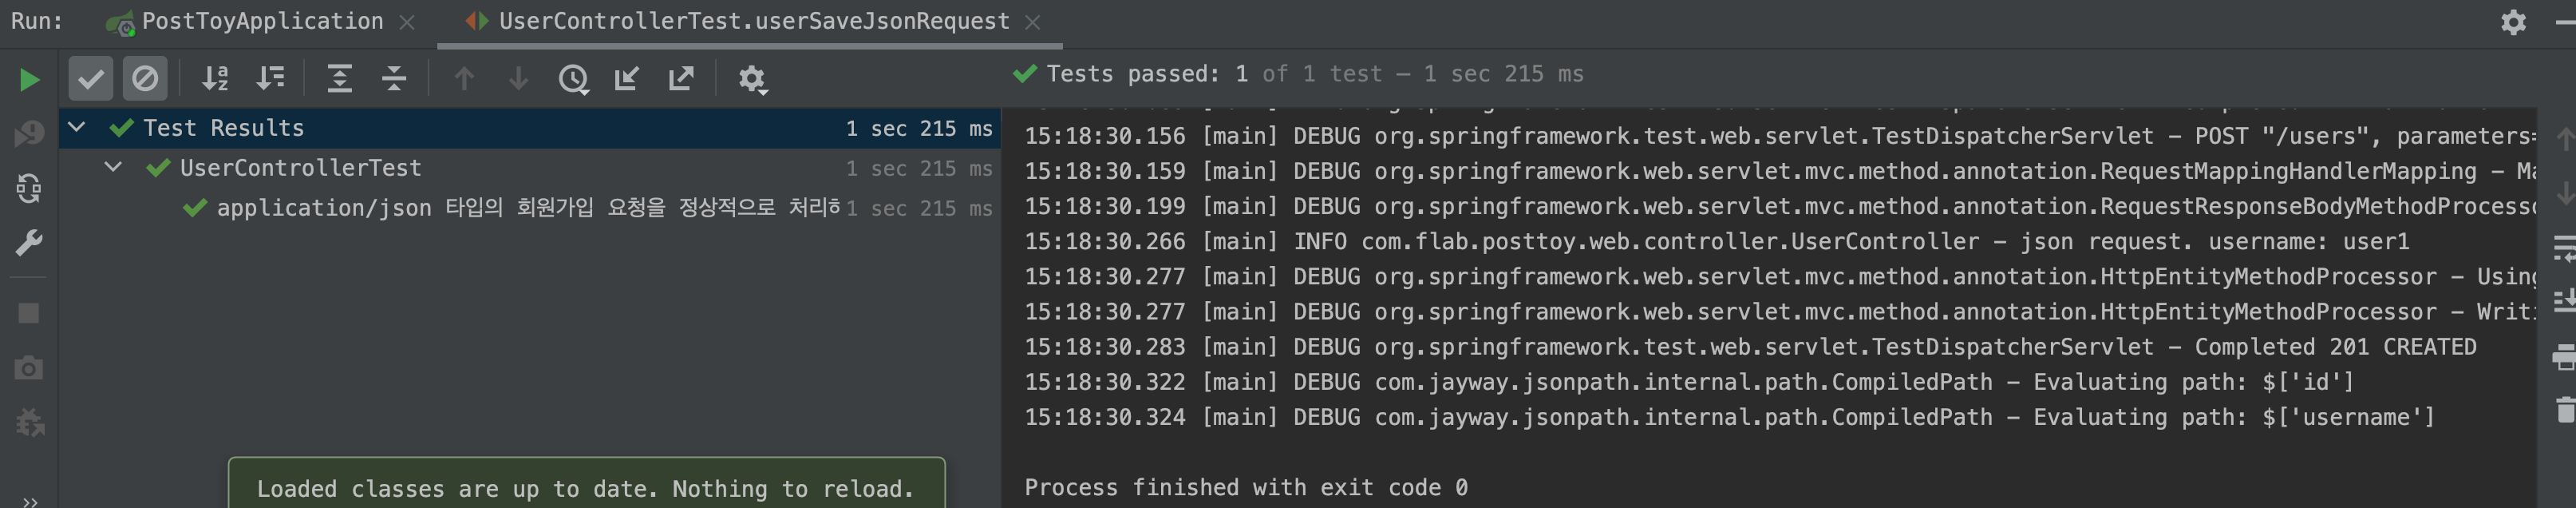 Run: PostToyApplication UserControllerTest.userSaveJsonRequest
Tests passed: 1 of 1 test – 1 sec 215 ms
Test Results 1 sec 215 ms
UserControllerTest 1 sec 215 ms
application/json 타입의 회원가입 요청을 정상적으로 1 sec 215 ms
15:18:30.156 [main] DEBUG org.springframework.test.web.servlet.TestDispatcherServlet - POST "/users", parameters=
15:18:30.159 [main] DEBUG org.springframework.web.servlet.mvc.method.annotation.RequestMappingHandlerMapping -
15:18:30.199 [main] DEBUG org.springframework.web.servlet.mvc.method.annotation.RequestResponseBodyMethodProcesso
15:18:30.266 [main] INFO com.flab.posttoy.web.controller.UserController - json request. username: user1
15:18:30.277 [main] DEBUG org.springframework.web.servlet.mvc.method.annotation.HttpEntityMethodProcessor - Using
15:18:30.277 [main] DEBUG org.springframework.web.servlet.mvc.method.annotation.HttpEntityMethodProcessor - Writi
15:18:30.283 [main] DEBUG org.springframework.test.web.servlet.TestDispatcherServlet - Completed 201 CREATED
15:18:30.322 [main] DEBUG com.jayway.jsonpath.internal.path.CompiledPath - Evaluating path: $['id']
15:18:30.324 [main] DEBUG com.jayway.jsonpath.internal.path.CompiledPath - Evaluating path: $['username']
Loaded classes are up to date. Nothing to reload.
Process finished with exit code 0